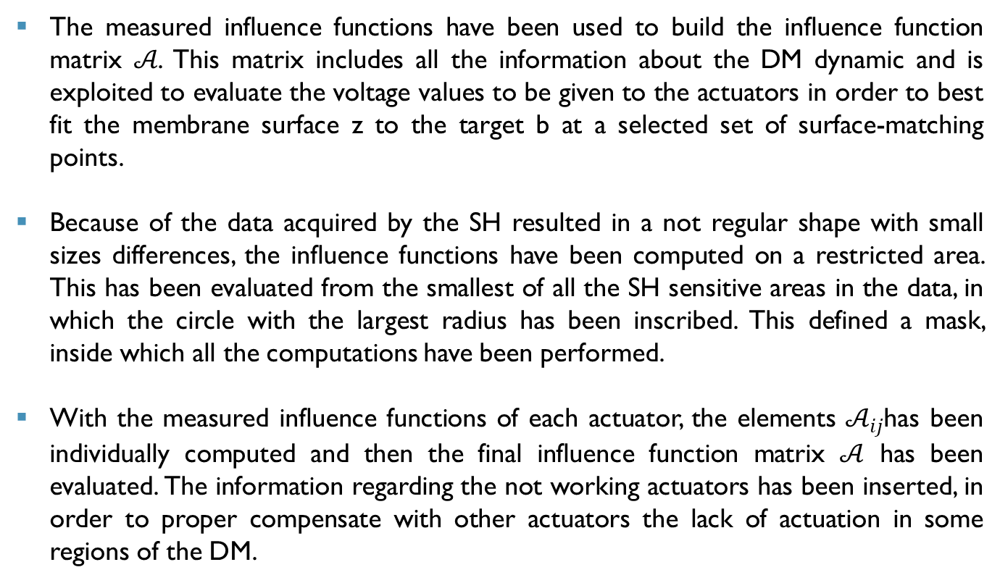 ▪ The measured influence functions have been used to build the influence function
matrix 𝒜. This matrix includes all the information about the DM dynamic and is
exploited to evaluate the voltage values to be given to the actuators in order to best
fit the membrane surface z to the target b at a selected set of surface-matching
points.
▪ Because of the data acquired by the SH resulted in a not regular shape with small
sizes differences, the influence functions have been computed on a restricted area.
This has been evaluated from the smallest of all the SH sensitive areas in the data, in
which the circle with the largest radius has been inscribed. This defined a mask,
inside which all the computations have been performed.
▪ With the measured influence functions of each actuator, the elements 𝒜ᵢⱼhas been
individually computed and then the final influence function matrix 𝒜 has been
evaluated. The information regarding the not working actuators has been inserted, in
order to proper compensate with other actuators the lack of actuation in some
regions of the DM.